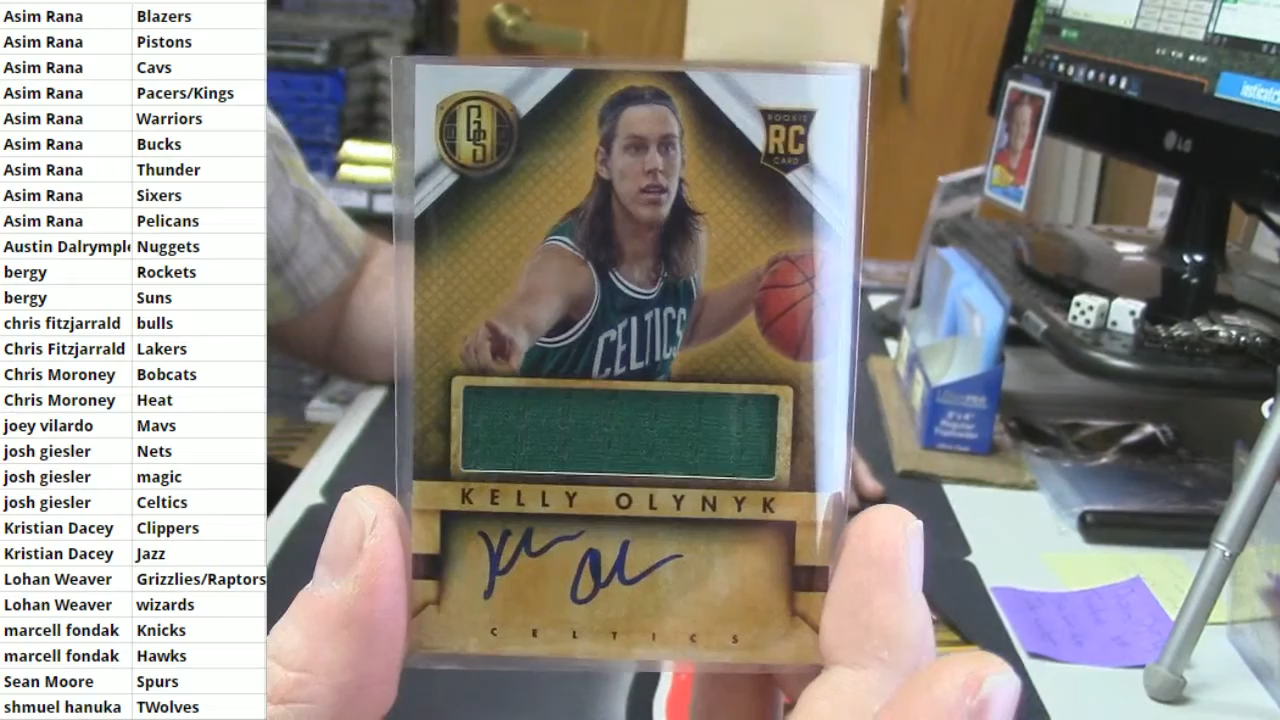 Asim Rana Blazers
Asim Rana Pistons
Asim Rana Cavs
Asim Rana Pacers/Kings
Asim Rana Warriors
Asim Rana Bucks
Asim Rana Thunder
Asim Rana Sixers
Asim Rana Pelicans
Austin Dalrymple Nuggets
bergy Rockets
bergy Suns
chris fitzjarrald bulls
Chris Fitzjarrald Lakers
Chris Moroney Bobcats
Chris Moroney Heat
joey vilardo Mavs
josh giesler Nets
josh giesler magic
josh giesler Celtics
Kristian Dacey Clippers
Kristian Dacey Jazz
Lohan Weaver Grizzlies/Raptors
Lohan Weaver wizards
marcell fondak Knicks
marcell fondak Hawks
Sean Moore Spurs
shmuel hanuka TWolves
GS
ROOKIE
RC
CARD
CELTICS
KELLY OLYNYK
CELTICS
LG